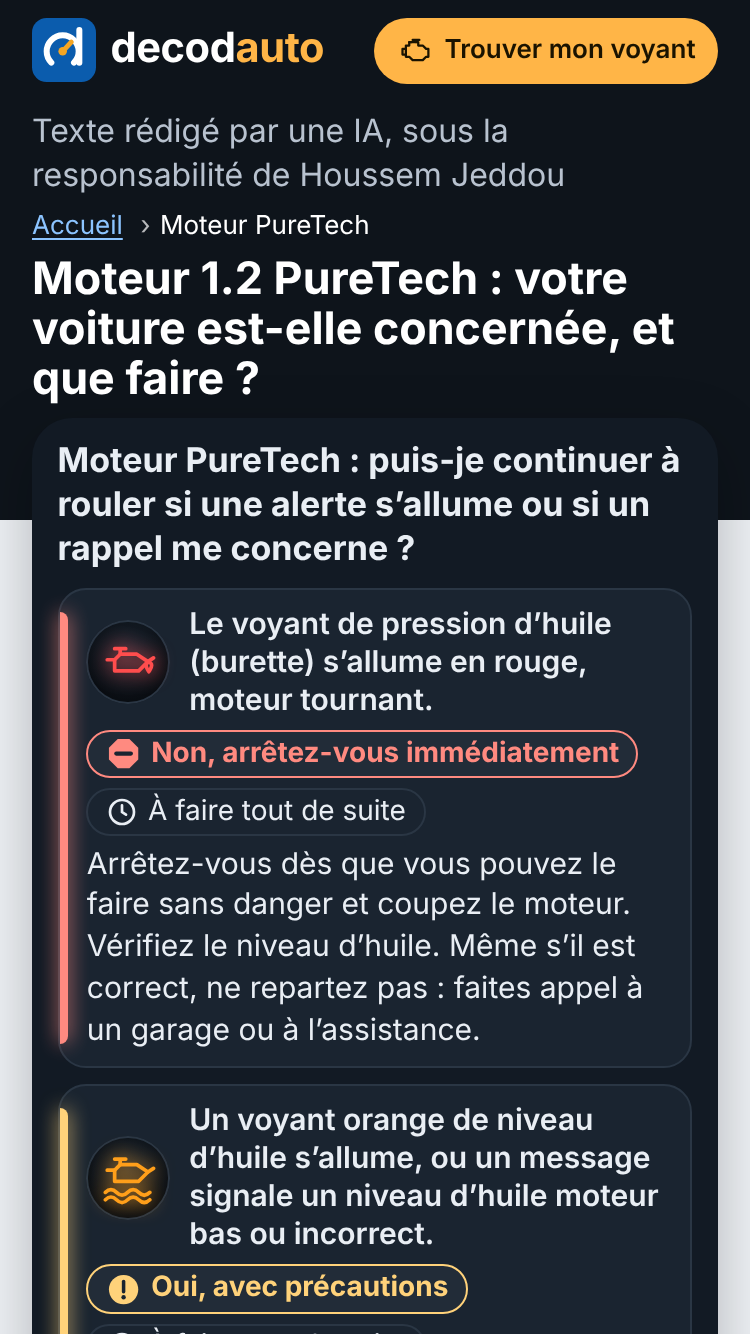 decodauto
Trouver mon voyant
Texte rédigé par une IA, sous la
responsabilité de Houssem Jeddou
Accueil › Moteur PureTech
Moteur 1.2 PureTech : votre
voiture est-elle concernée, et
que faire ?
Moteur PureTech : puis-je continuer à
rouler si une alerte s’allume ou si un
rappel me concerne ?
Le voyant de pression d’huile
(burette) s’allume en rouge,
moteur tournant.
Non, arrêtez-vous immédiatement
À faire tout de suite
Arrêtez-vous dès que vous pouvez le
faire sans danger et coupez le moteur.
Vérifiez le niveau d’huile. Même s’il est
correct, ne repartez pas : faites appel à
un garage ou à l’assistance.
Un voyant orange de niveau
d’huile s’allume, ou un message
signale un niveau d’huile moteur
bas ou incorrect.
Oui, avec précautions